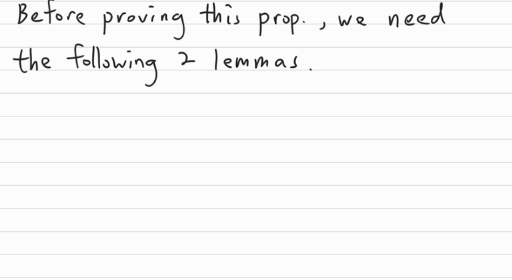 Before proving this prop., we need
the following 2 lemmas.